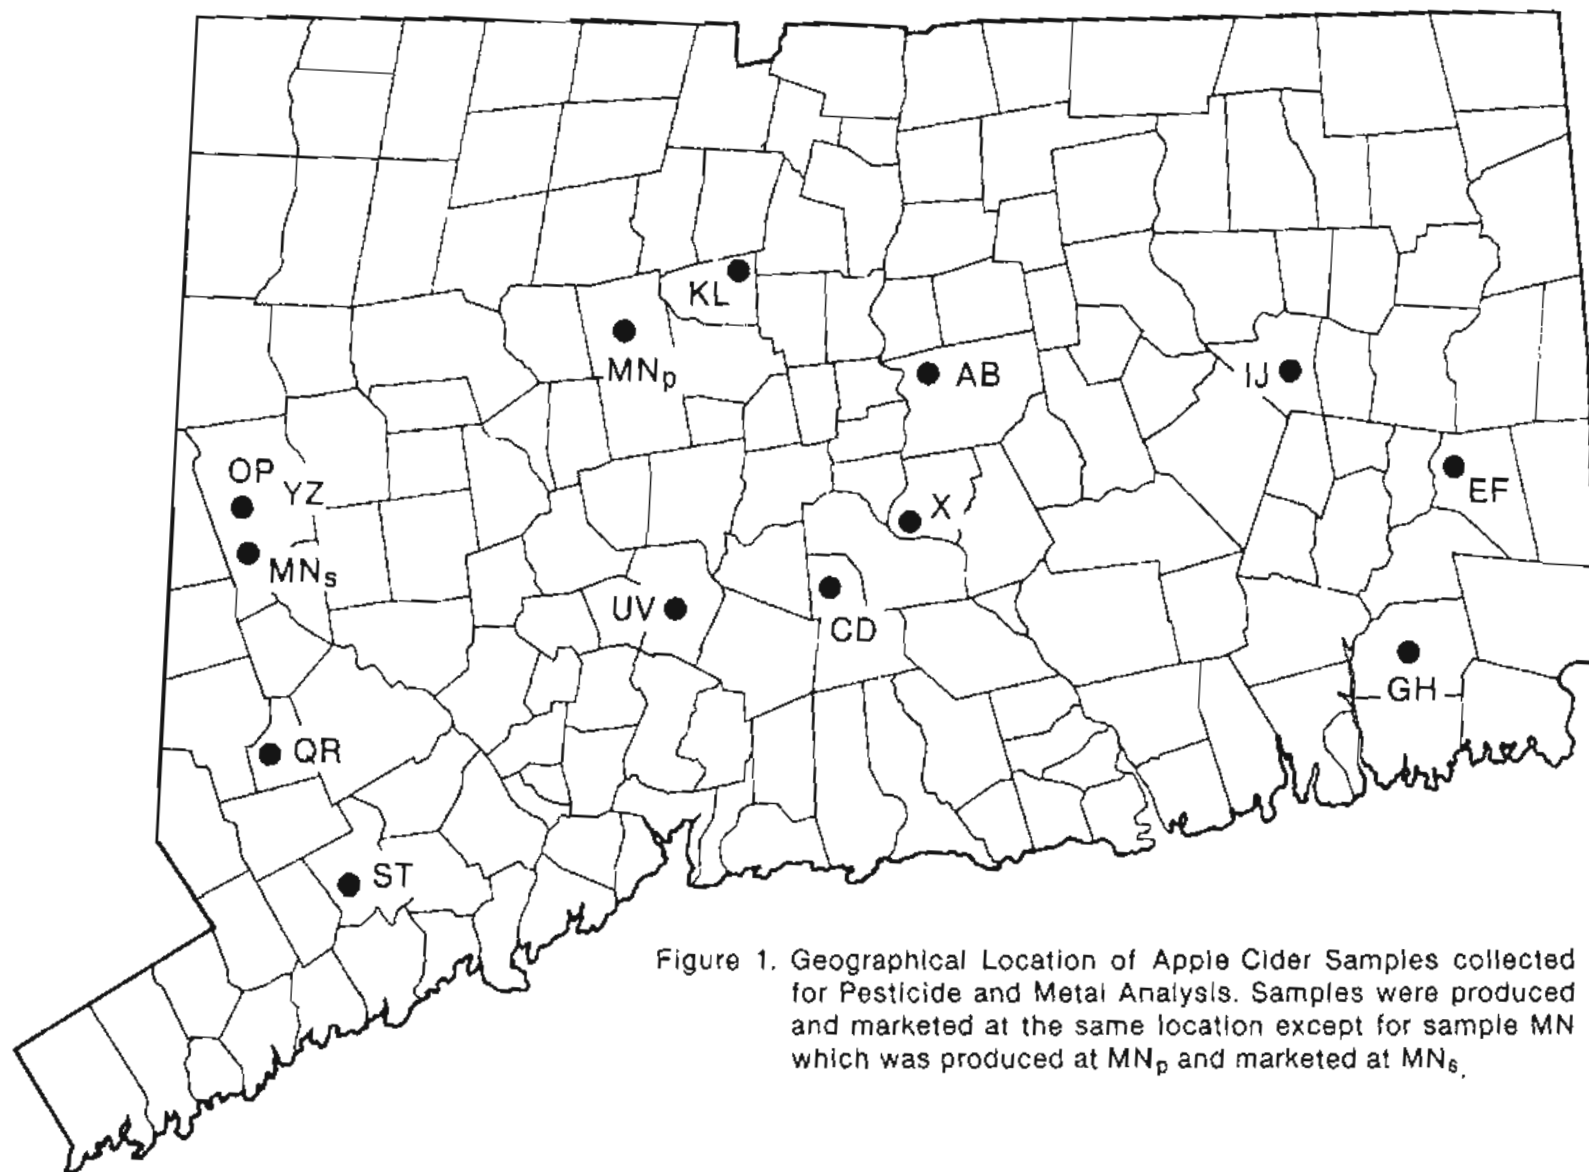 KL
MNp
AB
IJ
OP
YZ
EF
X
MNs
UV
CD
GH
QR
ST
Figure 1. Geographical Location of Apple Cider Samples collected
for Pesticide and Metal Analysis. Samples were produced
and marketed at the same location except for sample MN
which was produced at MNp and marketed at MNs.